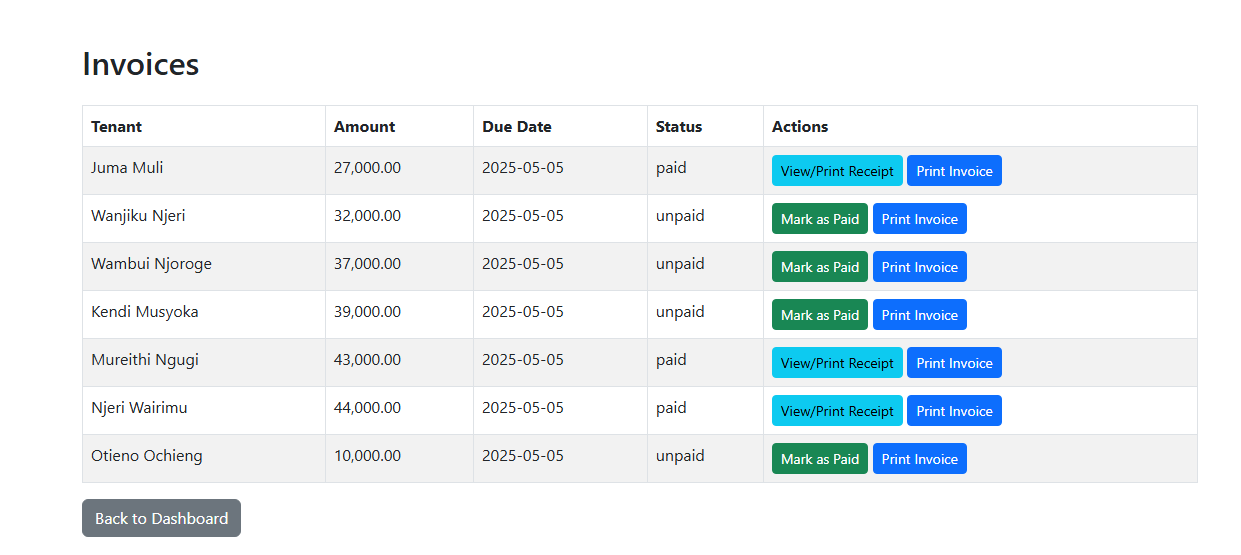 Invoices
Tenant Amount Due Date Status Actions
Juma Muli 27,000.00 2025-05-05 paid View/Print Receipt Print Invoice
Wanjiku Njeri 32,000.00 2025-05-05 unpaid Mark as Paid Print Invoice
Wambui Njoroge 37,000.00 2025-05-05 unpaid Mark as Paid Print Invoice
Kendi Musyoka 39,000.00 2025-05-05 unpaid Mark as Paid Print Invoice
Mureithi Ngugi 43,000.00 2025-05-05 paid View/Print Receipt Print Invoice
Njeri Wairimu 44,000.00 2025-05-05 paid View/Print Receipt Print Invoice
Otieno Ochieng 10,000.00 2025-05-05 unpaid Mark as Paid Print Invoice
Back to Dashboard